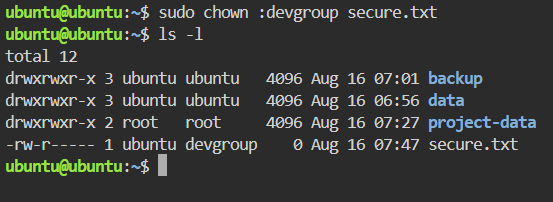 ubuntu@ubuntu:~$ sudo chown :devgroup secure.txt
ubuntu@ubuntu:~$ ls -l
total 12
drwxrwxr-x 3 ubuntu ubuntu   4096 Aug 16 07:01 backup
drwxrwxr-x 3 ubuntu ubuntu   4096 Aug 16 06:56 data
drwxrwxr-x 2 root   root     4096 Aug 16 07:27 project-data
-rw-r----- 1 ubuntu devgroup    0 Aug 16 07:47 secure.txt
ubuntu@ubuntu:~$